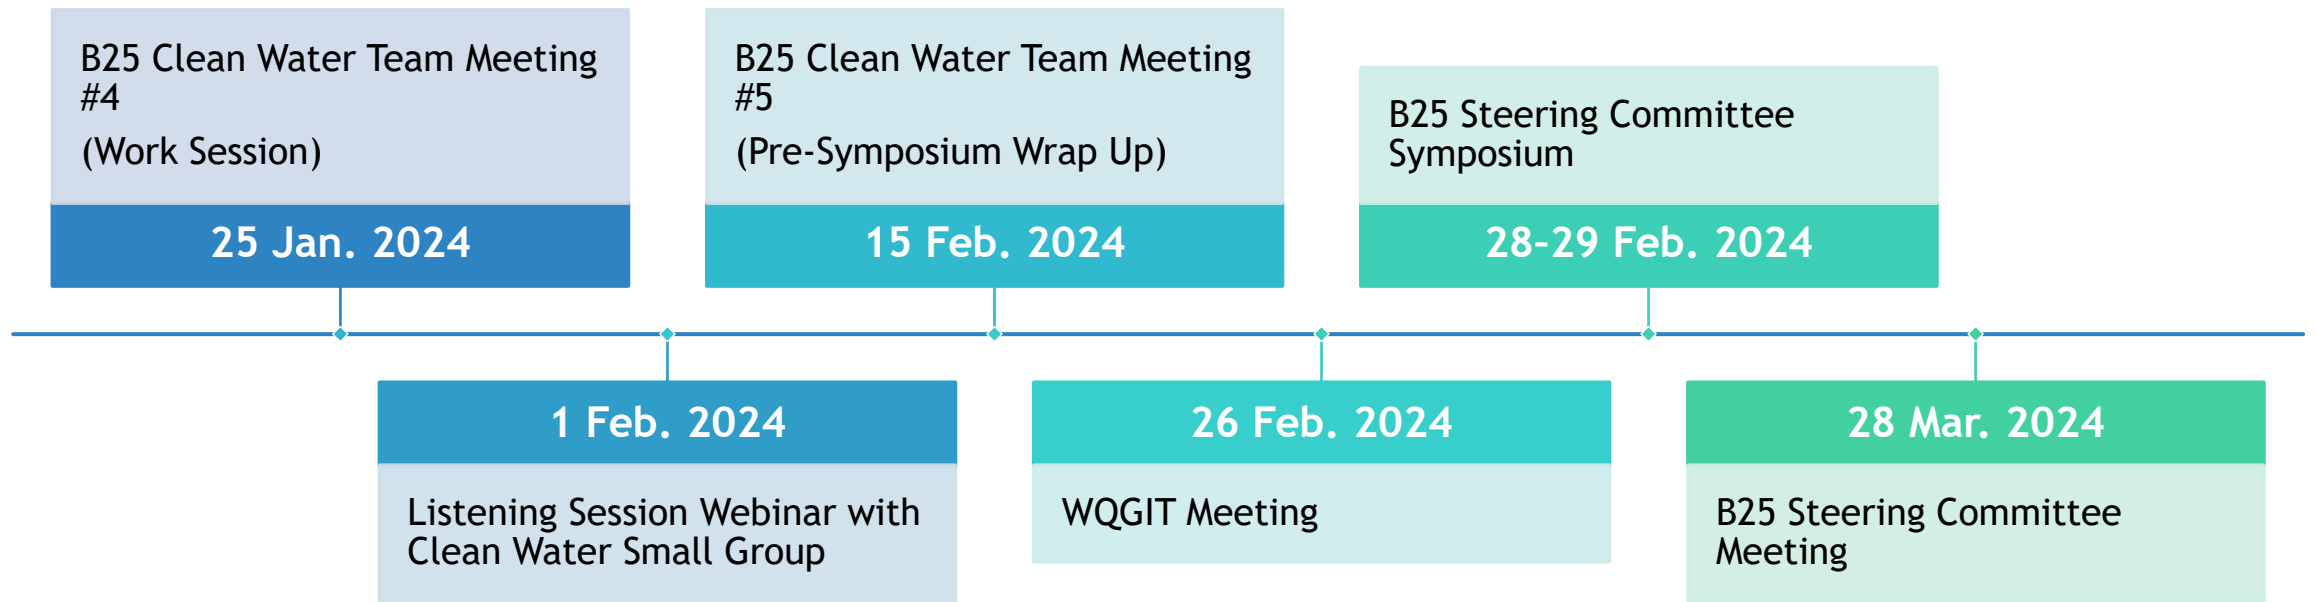 B25 Clean Water Team Meeting
#4
(Work Session)
25 Jan. 2024
1 Feb. 2024
Listening Session Webinar with
Clean Water Small Group
B25 Clean Water Team Meeting
#5
(Pre-Symposium Wrap Up)
15 Feb. 2024
26 Feb. 2024
WQGIT Meeting
B25 Steering Committee
Symposium
28–29 Feb. 2024
28 Mar. 2024
B25 Steering Committee
Meeting